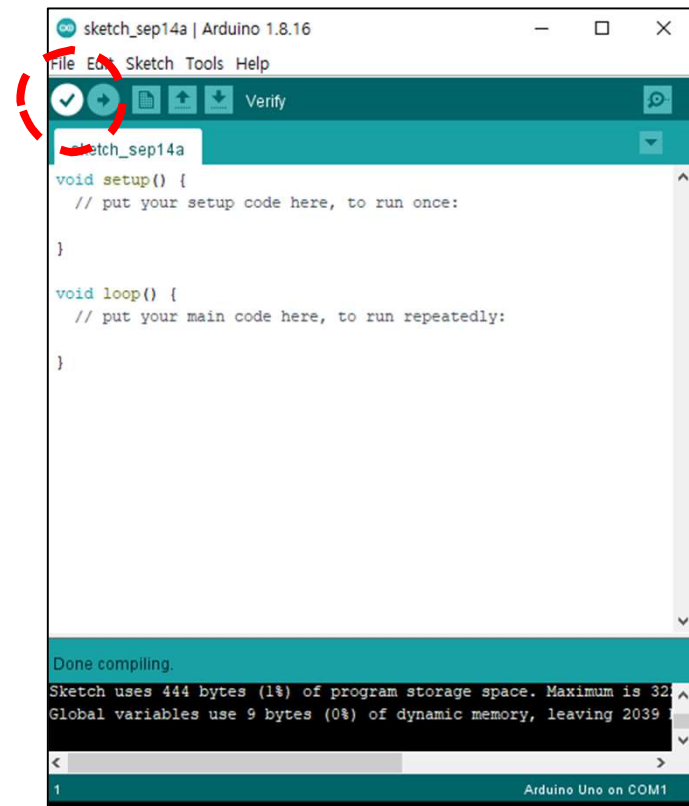 sketch_sep14a | Arduino 1.8.16
File Edit Sketch Tools Help
Verify
sketch_sep14a
void setup() {
  // put your setup code here, to run once:
}
void loop() {
  // put your main code here, to run repeatedly:
}
Done compiling.
Sketch uses 444 bytes (1%) of program storage space. Maximum is 32
Global variables use 9 bytes (0%) of dynamic memory, leaving 2039
1
Arduino Uno on COM1